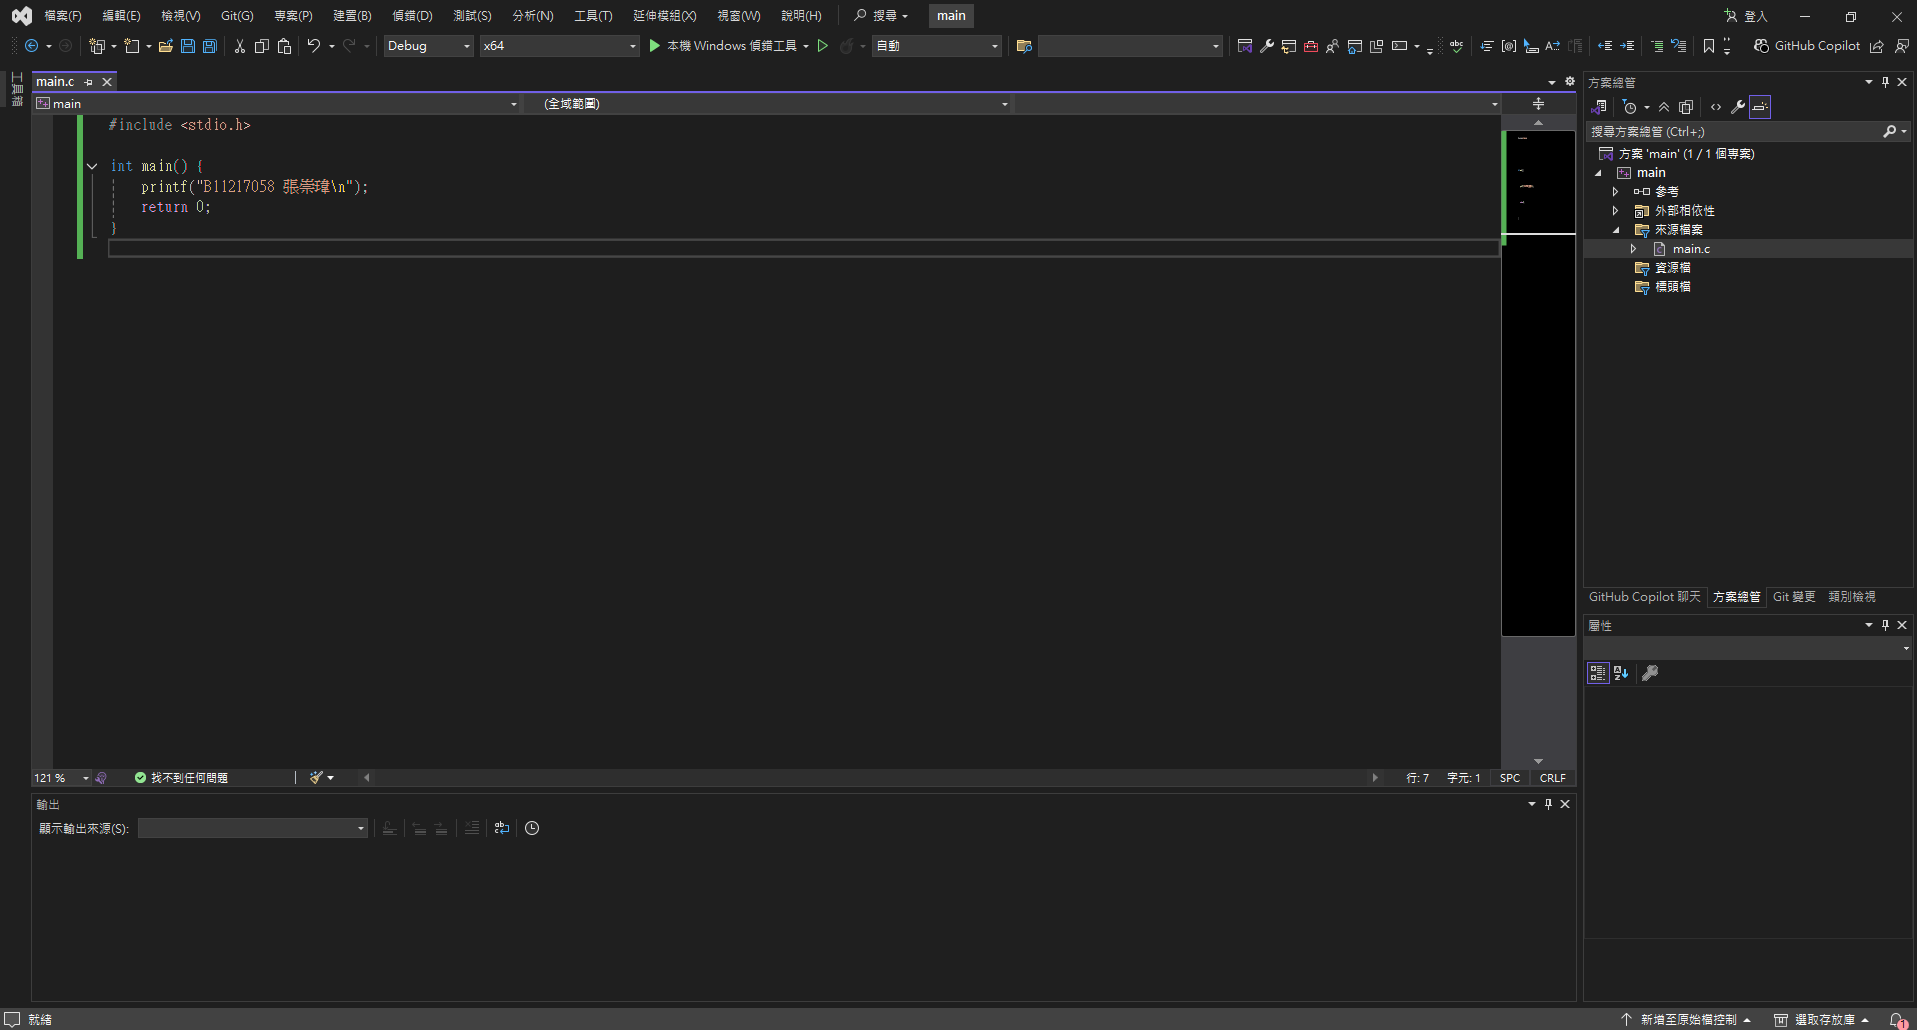 檔案(F) 編輯(E) 檢視(V) Git(G) 專案(P) 建置(B) 偵錯(D) 測試(S) 分析(N) 工具(T) 延伸模組(X) 視窗(W) 說明(H) 搜尋 main 登入
Debug x64 本機 Windows 偵錯工具 自動 GitHub Copilot
工具箱
main.c
main (全域範圍)
#include <stdio.h>
int main() {
printf("B11217058 張崇瑋\n");
return 0;
}
121 % 找不到任何問題 行: 7 字元: 1 SPC CRLF
輸出
顯示輸出來源(S):
方案總管
搜尋方案總管 (Ctrl+;)
方案 'main' (1 / 1 個專案)
main
參考
外部相依性
來源檔案
main.c
資源檔
標頭檔
GitHub Copilot 聊天 方案總管 Git 變更 類別檢視
屬性
就緒 新增至原始檔控制 選取存放庫 1